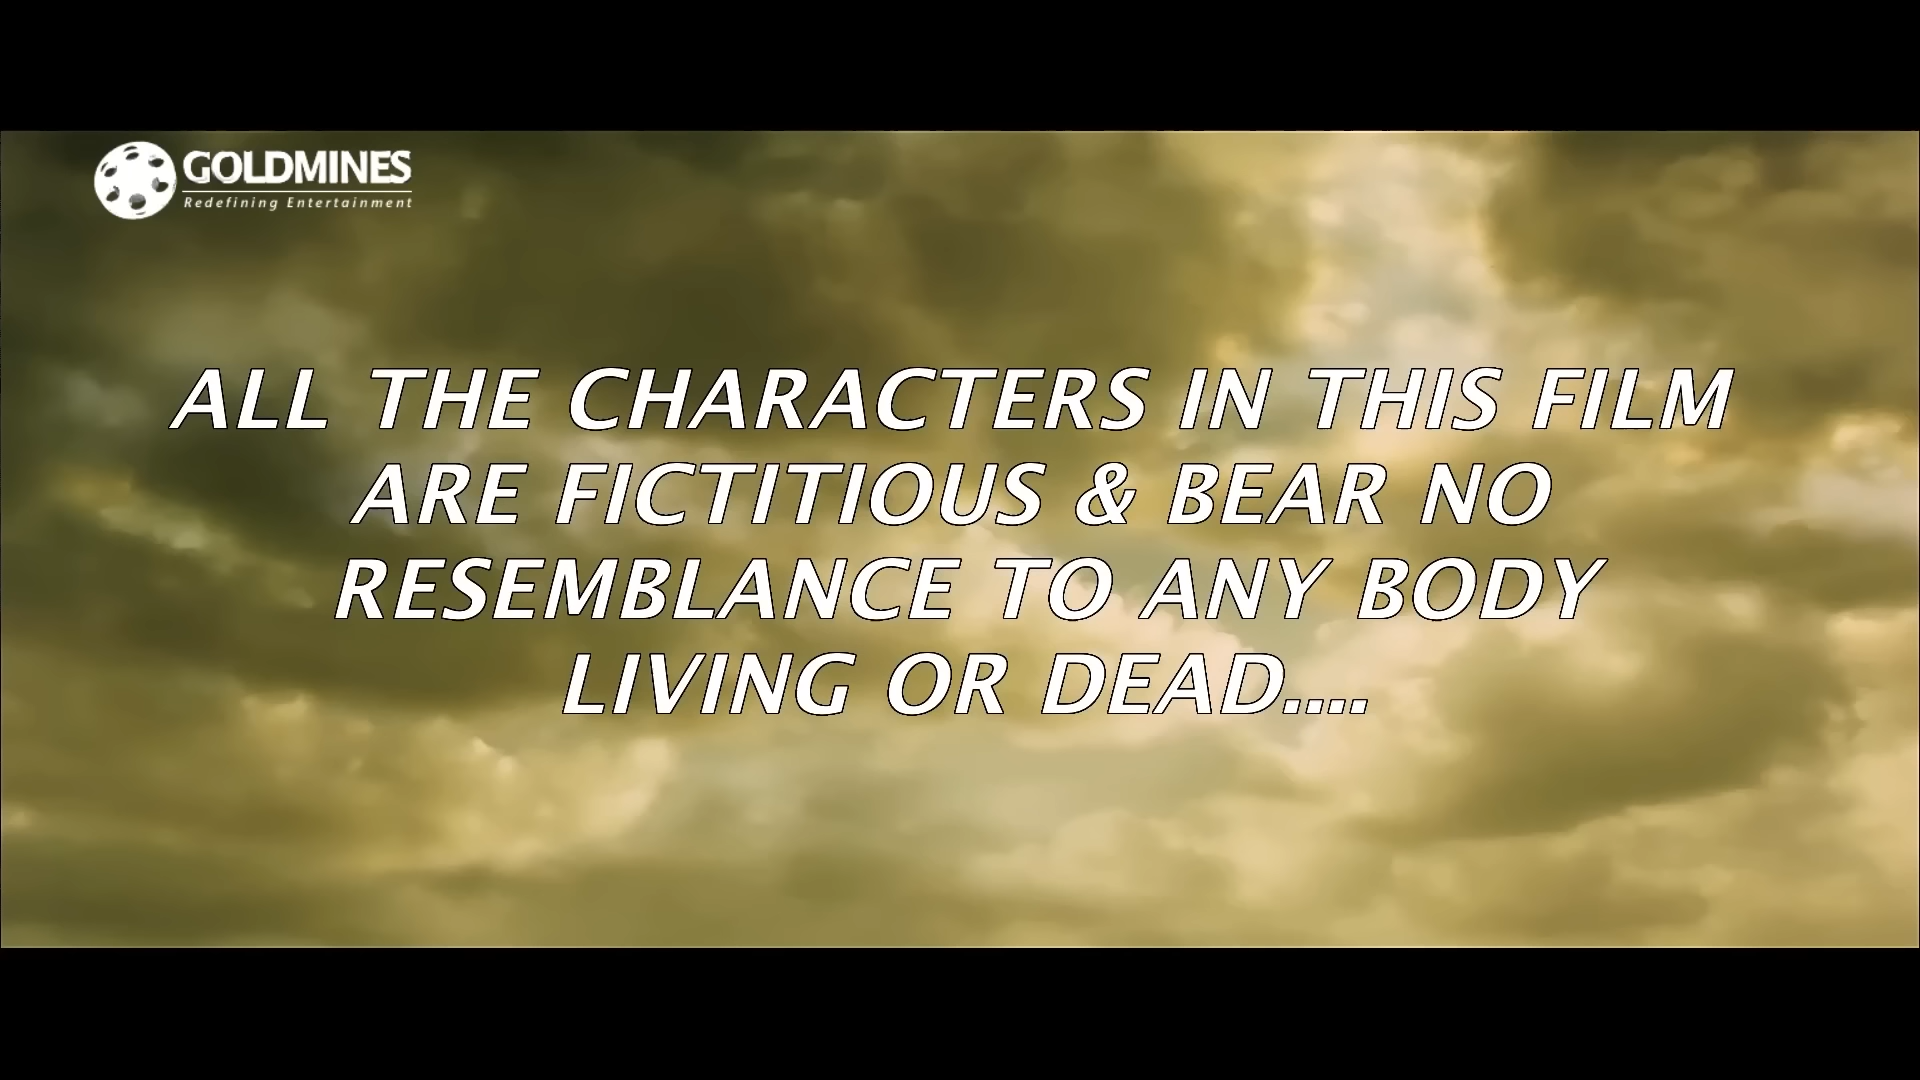 GOLDMINES
Redefining Entertainment
ALL THE CHARACTERS IN THIS FILM
ARE FICTITIOUS & BEAR NO
RESEMBLANCE TO ANY BODY
LIVING OR DEAD....